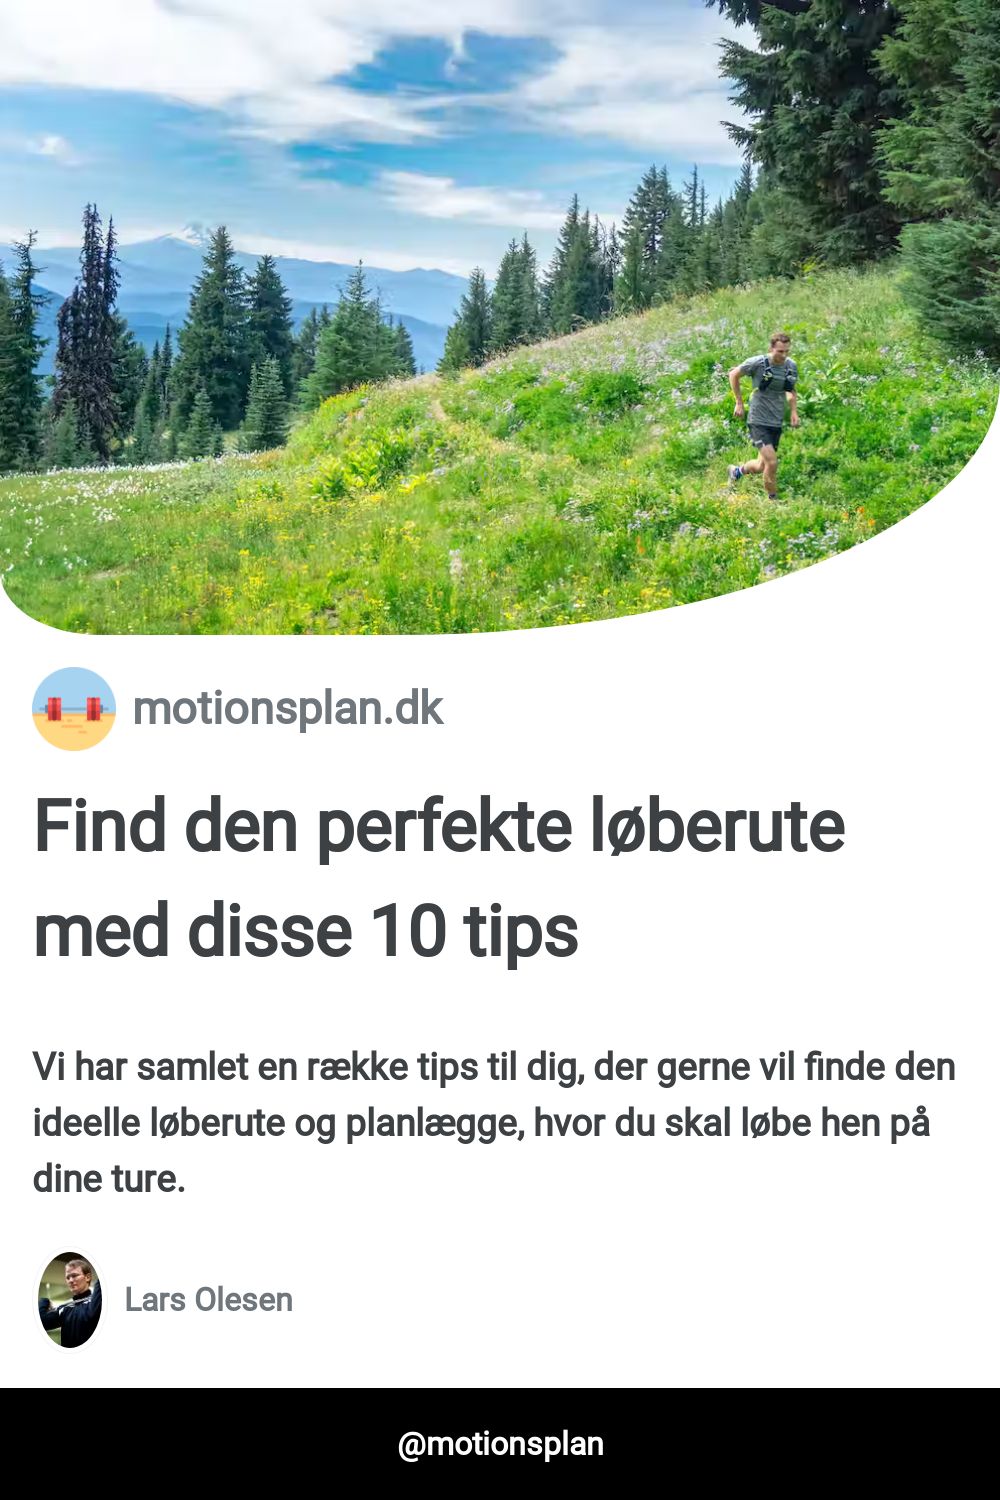 motionsplan.dk
Find den perfekte løberute
med disse 10 tips
Vi har samlet en række tips til dig, der gerne vil finde den
ideelle løberute og planlægge, hvor du skal løbe hen på
dine ture.
Lars Olesen
@motionsplan